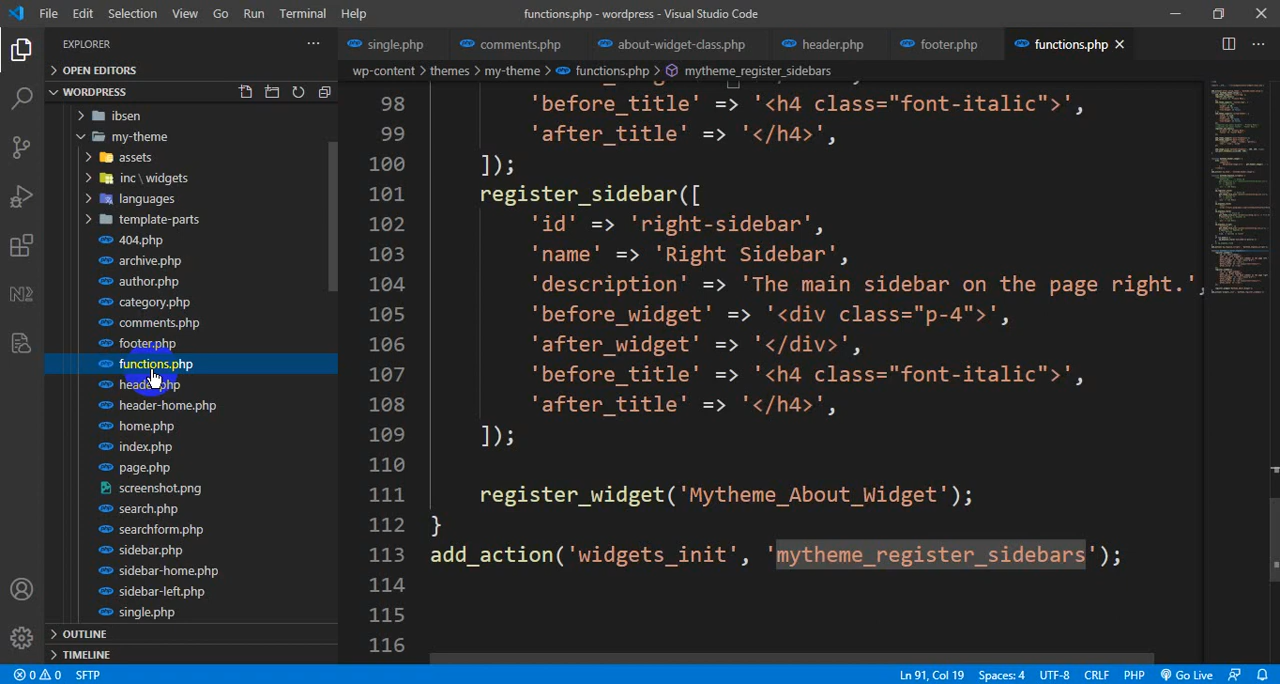 File Edit Selection View Go Run Terminal Help functions.php - wordpress - Visual Studio Code
EXPLORER
single.php comments.php about-widget-class.php header.php footer.php functions.php
OPEN EDITORS
wp-content > themes > my-theme > functions.php > mytheme_register_sidebars
WORDPRESS
ibsen
my-theme
assets
inc \ widgets
languages
template-parts
404.php
archive.php
author.php
category.php
comments.php
footer.php
functions.php
header.php
header-home.php
home.php
index.php
page.php
screenshot.png
search.php
searchform.php
sidebar.php
sidebar-home.php
sidebar-left.php
single.php
OUTLINE
TIMELINE
98 'before_title' => '<h4 class="font-italic">',
99 'after_title' => '</h4>',
100 ]);
101 register_sidebar([
102 'id' => 'right-sidebar',
103 'name' => 'Right Sidebar',
104 'description' => 'The main sidebar on the page right.',
105 'before_widget' => '<div class="p-4">',
106 'after_widget' => '</div>',
107 'before_title' => '<h4 class="font-italic">',
108 'after_title' => '</h4>',
109 ]);
110
111 register_widget('Mytheme_About_Widget');
112 }
113 add_action('widgets_init', 'mytheme_register_sidebars');
114
115
116
0 0 SFTP Ln 91, Col 19 Spaces: 4 UTF-8 CRLF PHP Go Live